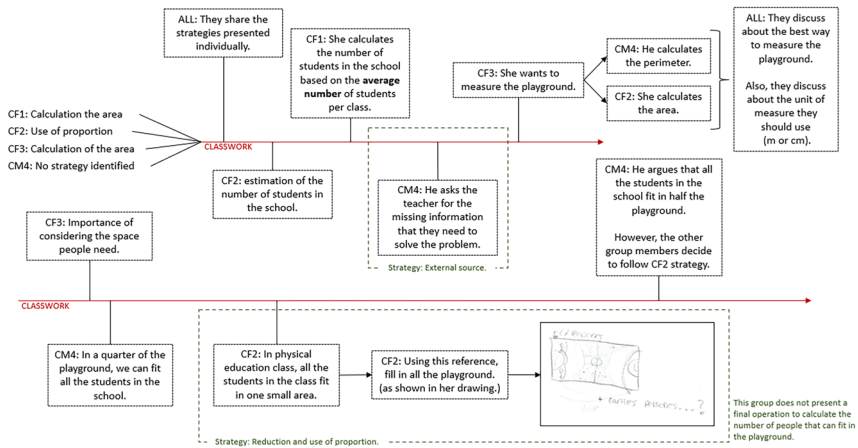 ALL: They share the
strategies presented
individually.
CF1: She calculates
the number of
students in the school
based on the average
number of students
per class.
CF3: She wants to
measure the playground.
CM4: He calculates
the perimeter.
CF2: She calculates
the area.
ALL: They discuss
about the best way
to measure the
playground.
Also, they discuss
about the unit of
measure they
should use
(m or cm).
CF1: Calculation the area
CF2: Use of proportion
CF3: Calculation of the area
CM4: No strategy identified
CLASSWORK
CF2: estimation of the
number of students in
the school.
CM4: He asks the
teacher for the
missing information
that they need to
solve the problem.
Strategy: External source.
CM4: He argues that all
the students in the
school fit in half the
playground.
However, the other
group members decide
to follow CF2 strategy.
CF3: Importance of
considering the space
people need.
CLASSWORK
CM4: In a quarter of the
playground, we can fit
all the students in the
school.
CF2: In physical
education class, all the
students in the class fit
in one small area.
CF2: Using this reference,
fill in all the playground.
(as shown in her drawing.)
persones...?
Strategy: Reduction and use of proportion.
This group does not present a
final operation to calculate the
number of people that can fit in
the playground.